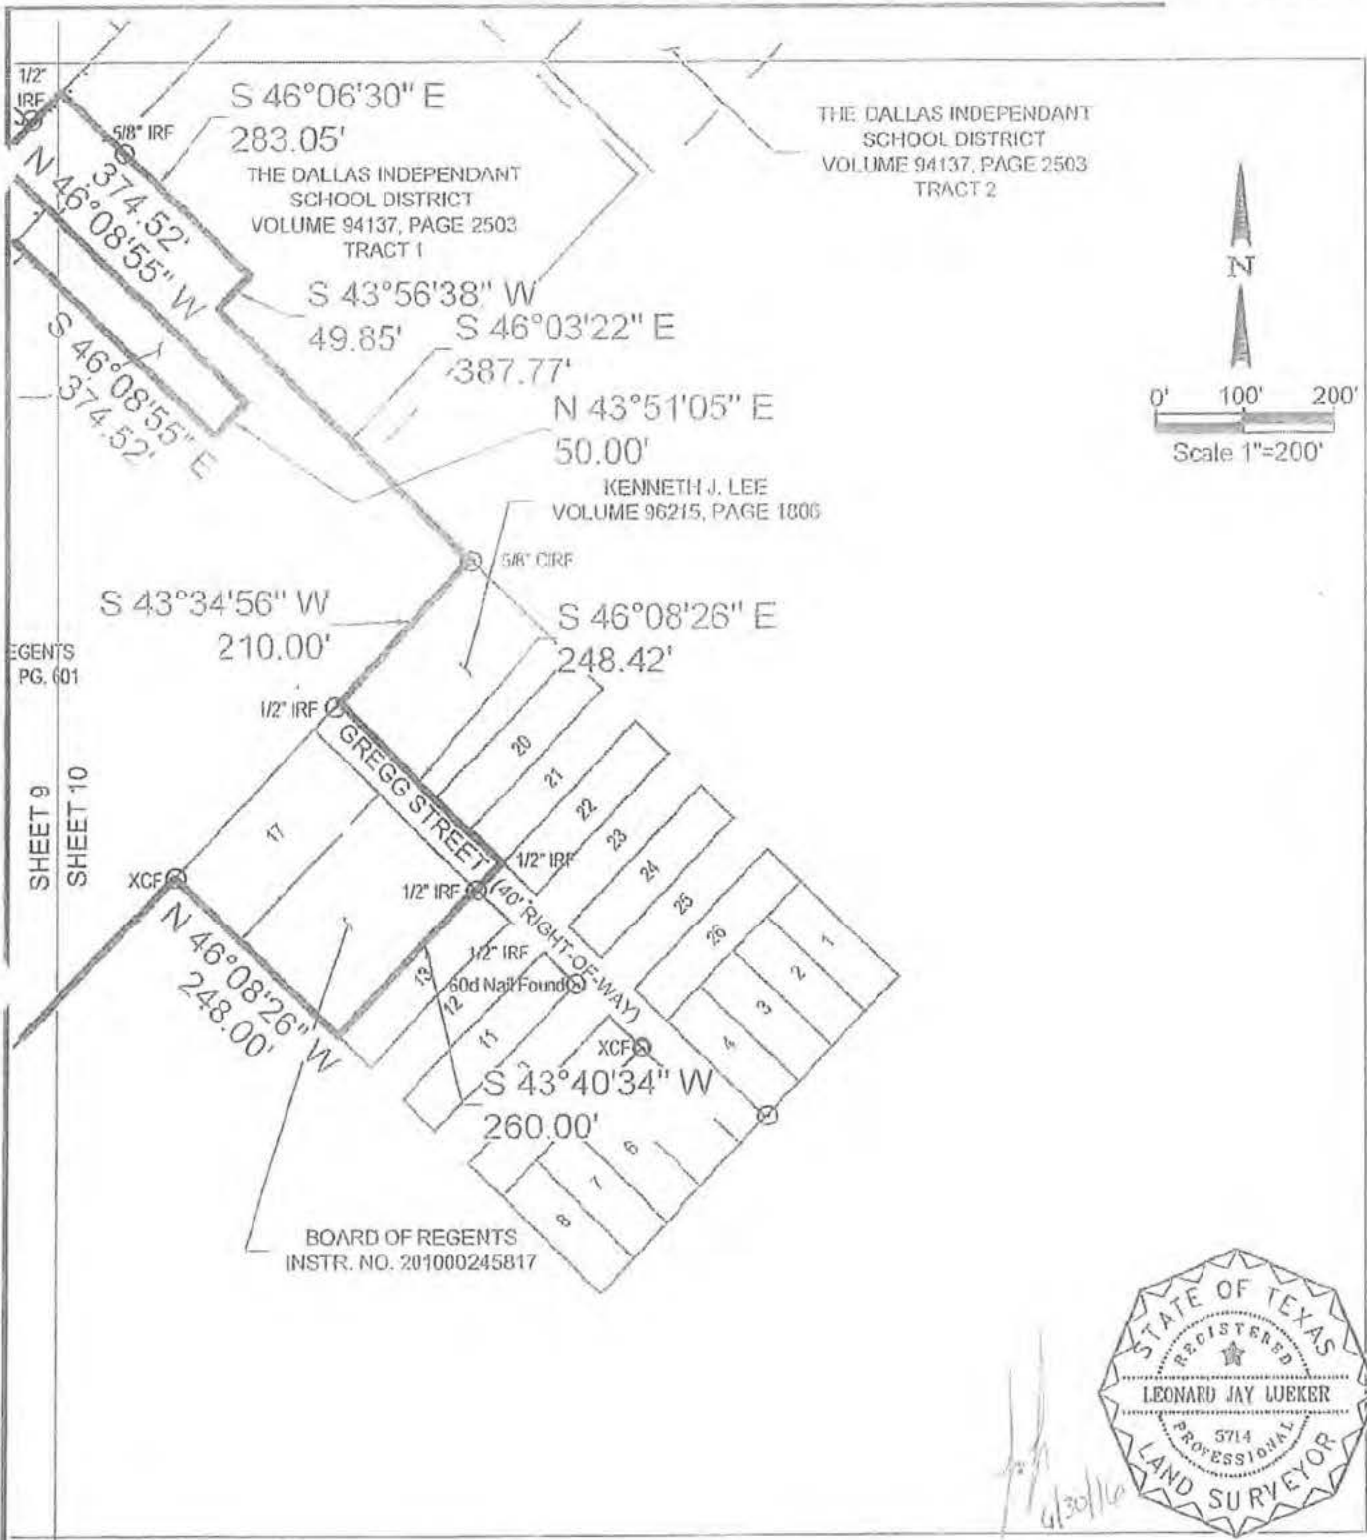 1/2"
IRF
5/8" IRF
S 46°06'30" E
283.05'
THE DALLAS INDEPENDANT
SCHOOL DISTRICT
VOLUME 94137, PAGE 2503
TRACT 1
THE DALLAS INDEPENDANT
SCHOOL DISTRICT
VOLUME 94137, PAGE 2503
TRACT 2
374.52'
N 46°08'55" W
S 43°56'38" W
49.85'
S 46°03'22" E
387.77'
N
0' 100' 200'
Scale 1"=200'
S 46°08'55" E
374.52'
N 43°51'05" E
50.00'
KENNETH J. LEE
VOLUME 96215, PAGE 1806
5/8" CIRF
S 43°34'56" W
210.00'
S 46°08'26" E
248.42'
EGENTS
PG. 601
1/2" IRF
GREGG STREET
(40' RIGHT-OF-WAY)
SHEET 9
SHEET 10
17
20
21
22
23
24
25
26
1
2
3
4
1/2" IRF
1/2" IRF
XCF
N 46°08'26" W
248.00'
13
12
11
1/2" IRF
60d Nail Found
XCF
S 43°40'34" W
260.00'
6
7
8
BOARD OF REGENTS
INSTR. NO. 201000245817
STATE OF TEXAS
REGISTERED
LEONARD JAY LUEKER
5714
PROFESSIONAL
LAND SURVEYOR
6/30/16